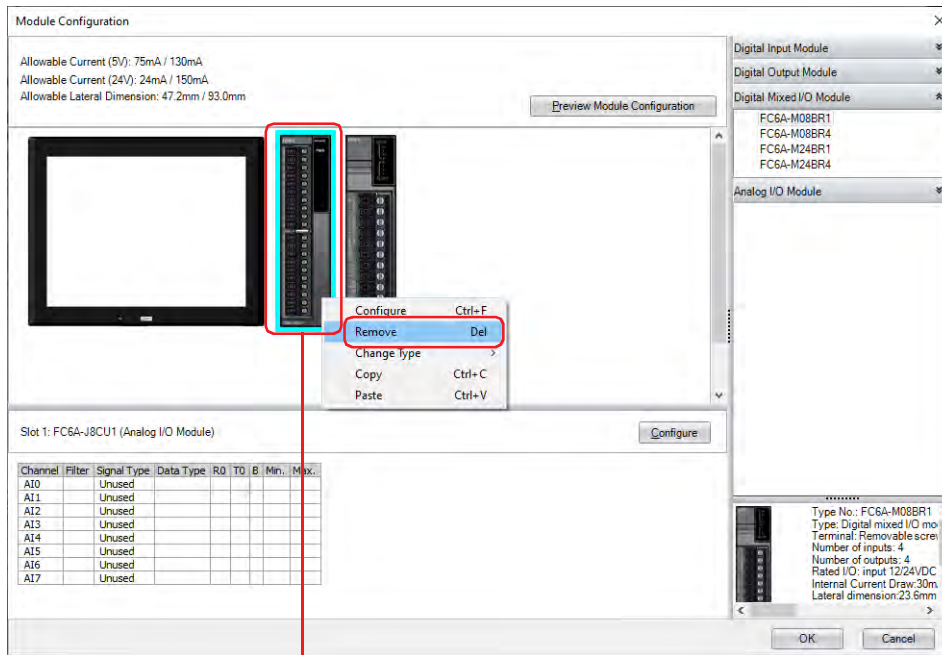 Module Configuration
Allowable Current (5V): 75mA / 130mA
Allowable Current (24V): 24mA / 150mA
Allowable Lateral Dimension: 47.2mm / 93.0mm
Preview Module Configuration
Configure Ctrl+F
Remove Del
Change Type >
Copy Ctrl+C
Paste Ctrl+V
Slot 1: FC6A-J8CU1 (Analog I/O Module)
Configure
Channel Filter Signal Type Data Type R0 T0 B Min. Max.
AI0 Unused
AI1 Unused
AI2 Unused
AI3 Unused
AI4 Unused
AI5 Unused
AI6 Unused
AI7 Unused
Digital Input Module
Digital Output Module
Digital Mixed I/O Module
FC6A-M08BR1
FC6A-M08BR4
FC6A-M24BR1
FC6A-M24BR4
Analog I/O Module
Type No.: FC6A-M08BR1
Type: Digital mixed I/O mo
Terminal: Removable screw
Number of inputs: 4
Number of outputs: 4
Rated I/O: input 12/24VDC
Internal Current Draw:30m
Lateral dimension:23.6mm
OK
Cancel